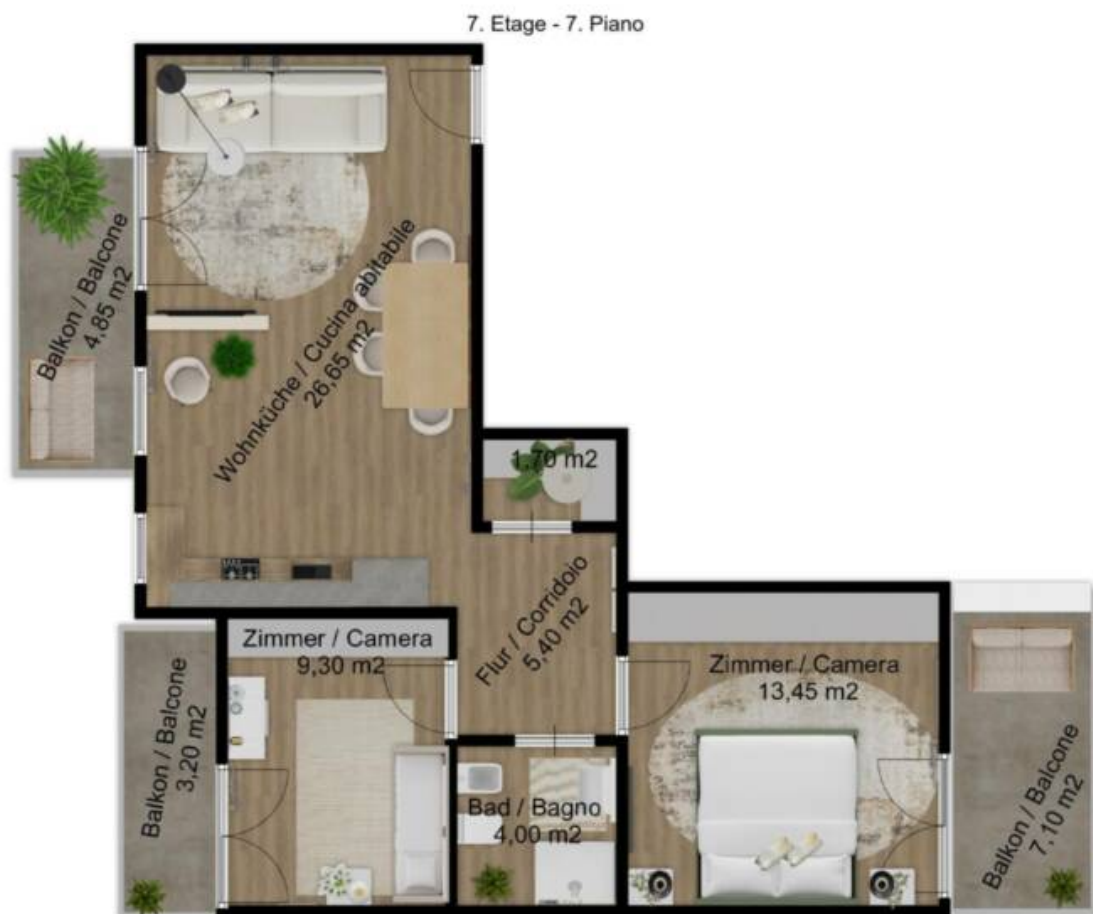 7. Etage - 7. Piano
Balkon / Balcone
4,85 m2
Wohnküche / Cucina abitabile
26,65 m2
1,70 m2
Flur / Corridoio
5,40 m2
Zimmer / Camera
9,30 m2
Zimmer / Camera
13,45 m2
Balkon / Balcone
3,20 m2
Bad / Bagno
4,00 m2
Balkon / Balcone
7,10 m2